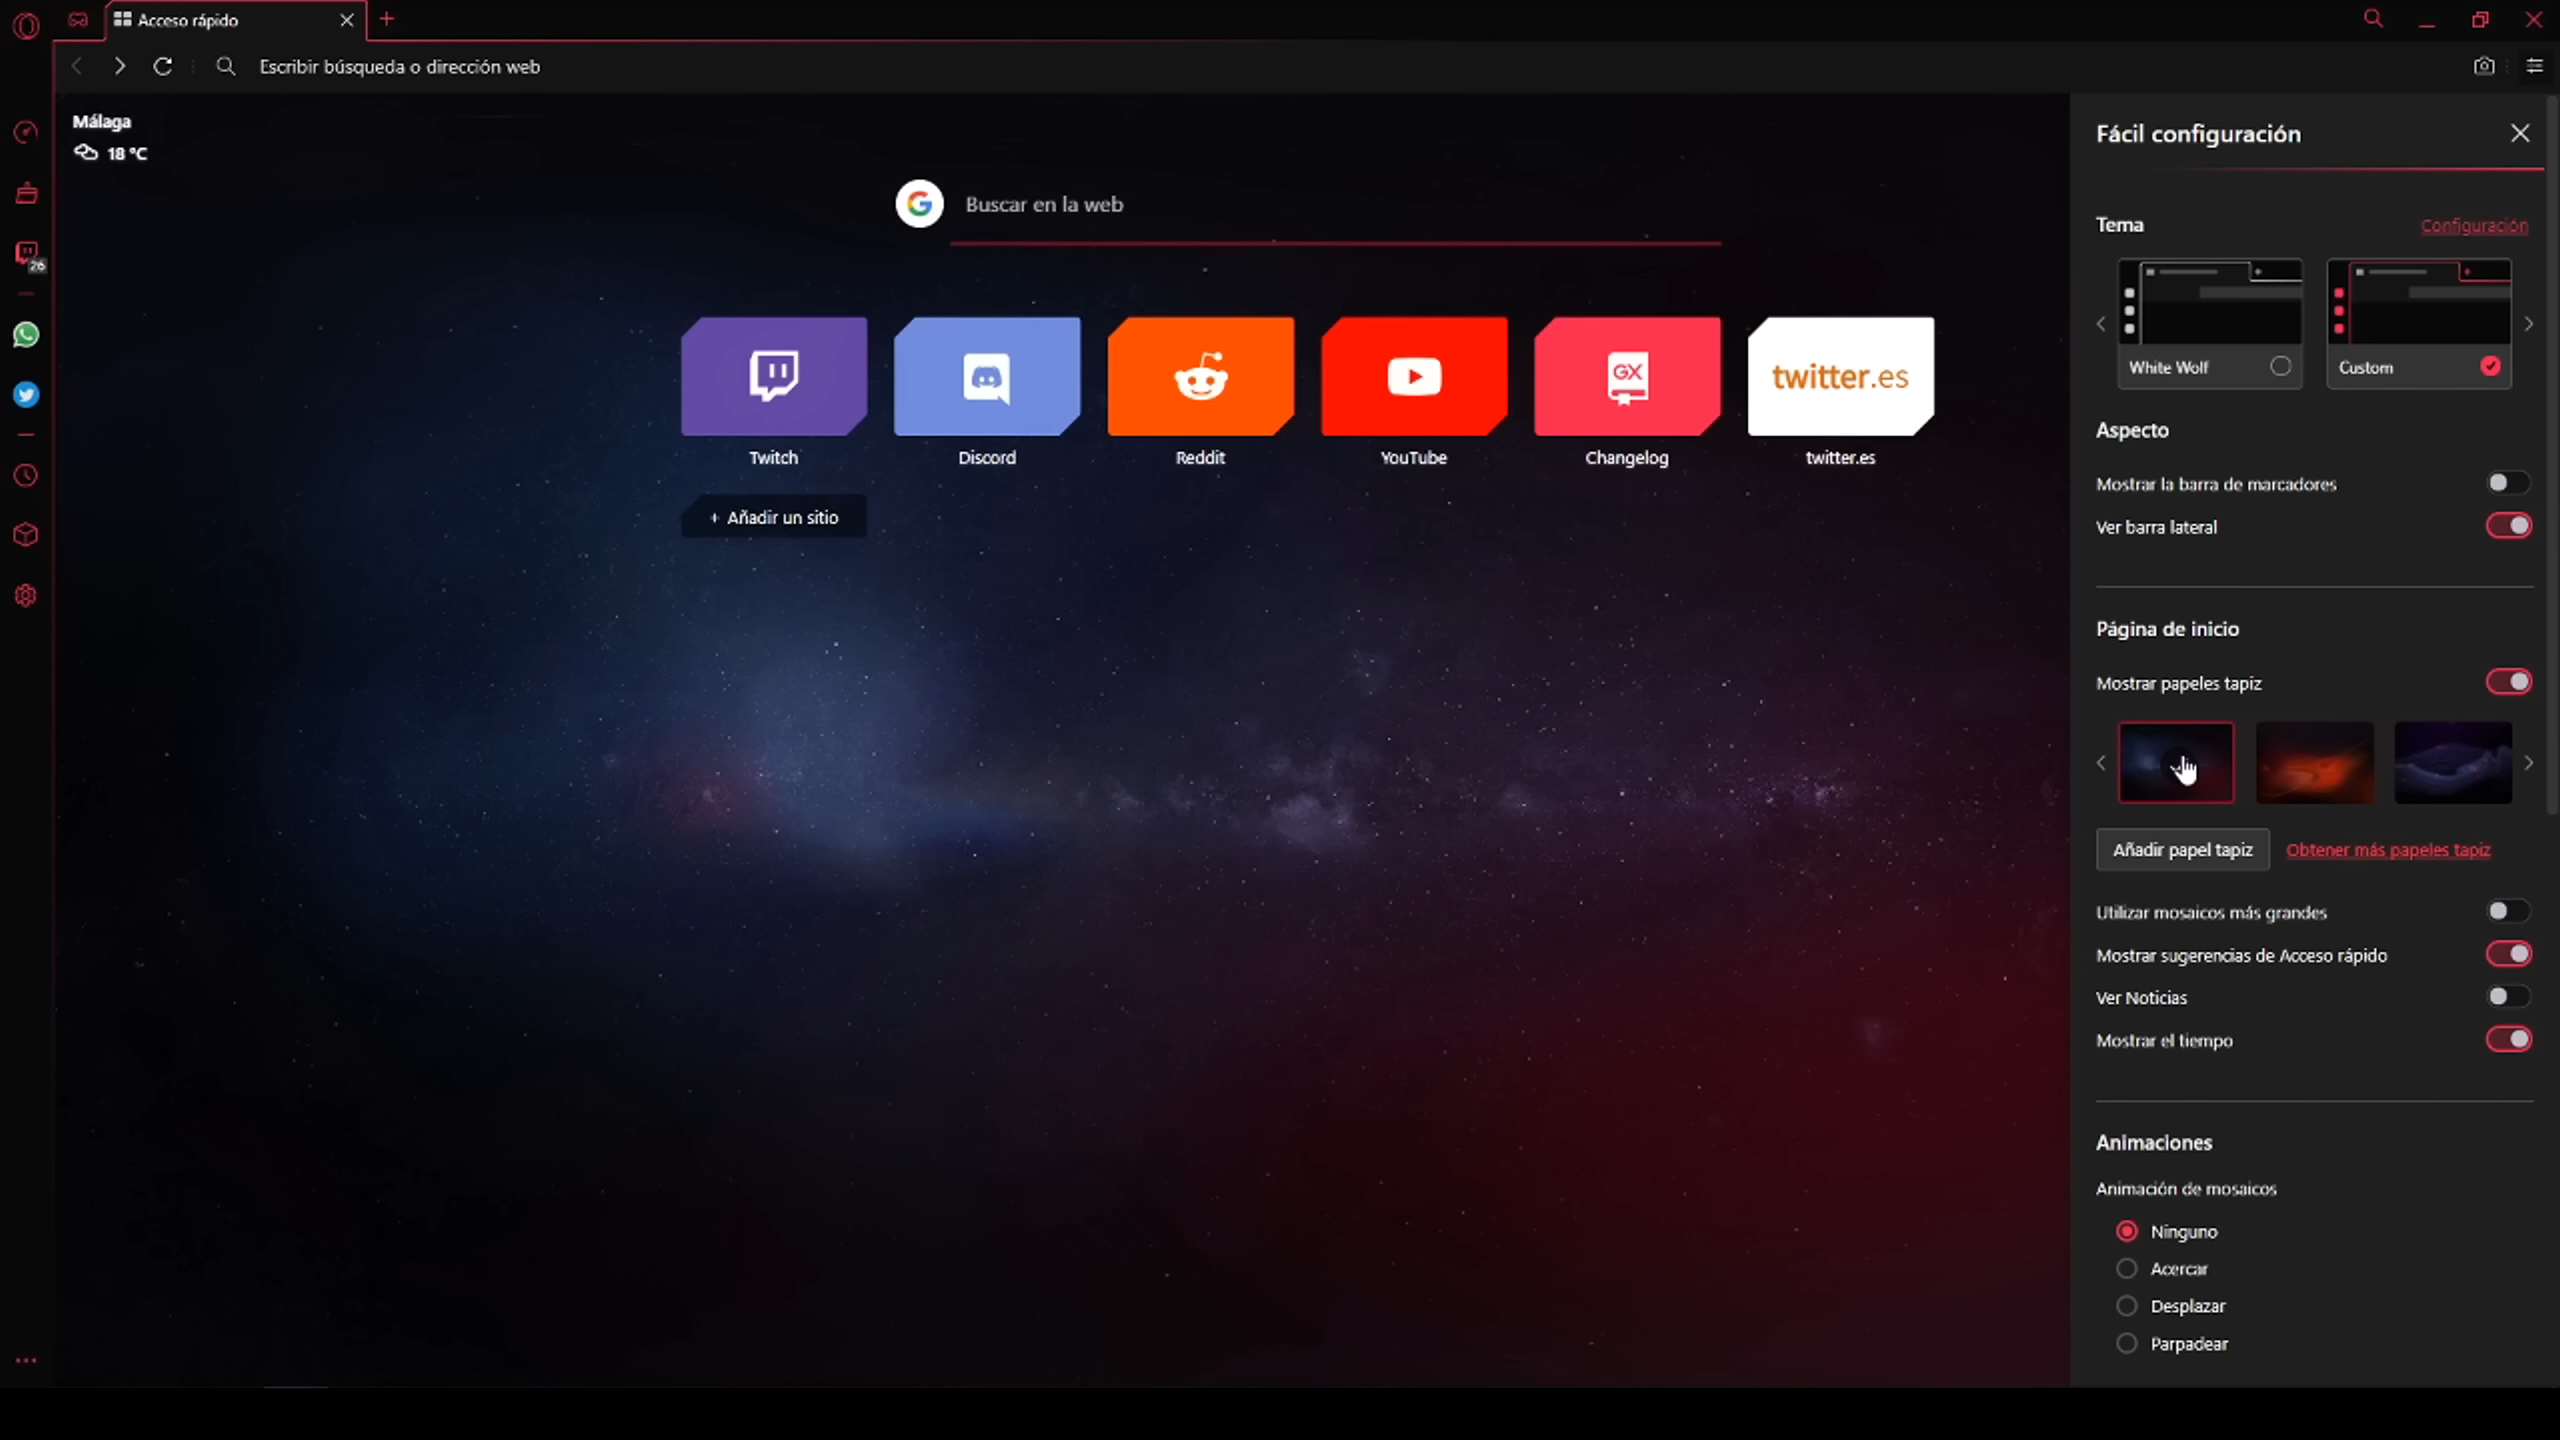 Acceso rápido
Escribir búsqueda o dirección web
Málaga
18 °C
26
Buscar en la web
GX
twitter.es
Twitch
Discord
Reddit
YouTube
Changelog
twitter.es
+ Añadir un sitio
Fácil configuración
Tema
Configuración
White Wolf
Custom
Aspecto
Mostrar la barra de marcadores
Ver barra lateral
Página de inicio
Mostrar papeles tapiz
Añadir papel tapiz
Obtener más papeles tapiz
Utilizar mosaicos más grandes
Mostrar sugerencias de Acceso rápido
Ver Noticias
Mostrar el tiempo
Animaciones
Animación de mosaicos
Ninguno
Acercar
Desplazar
Parpadear